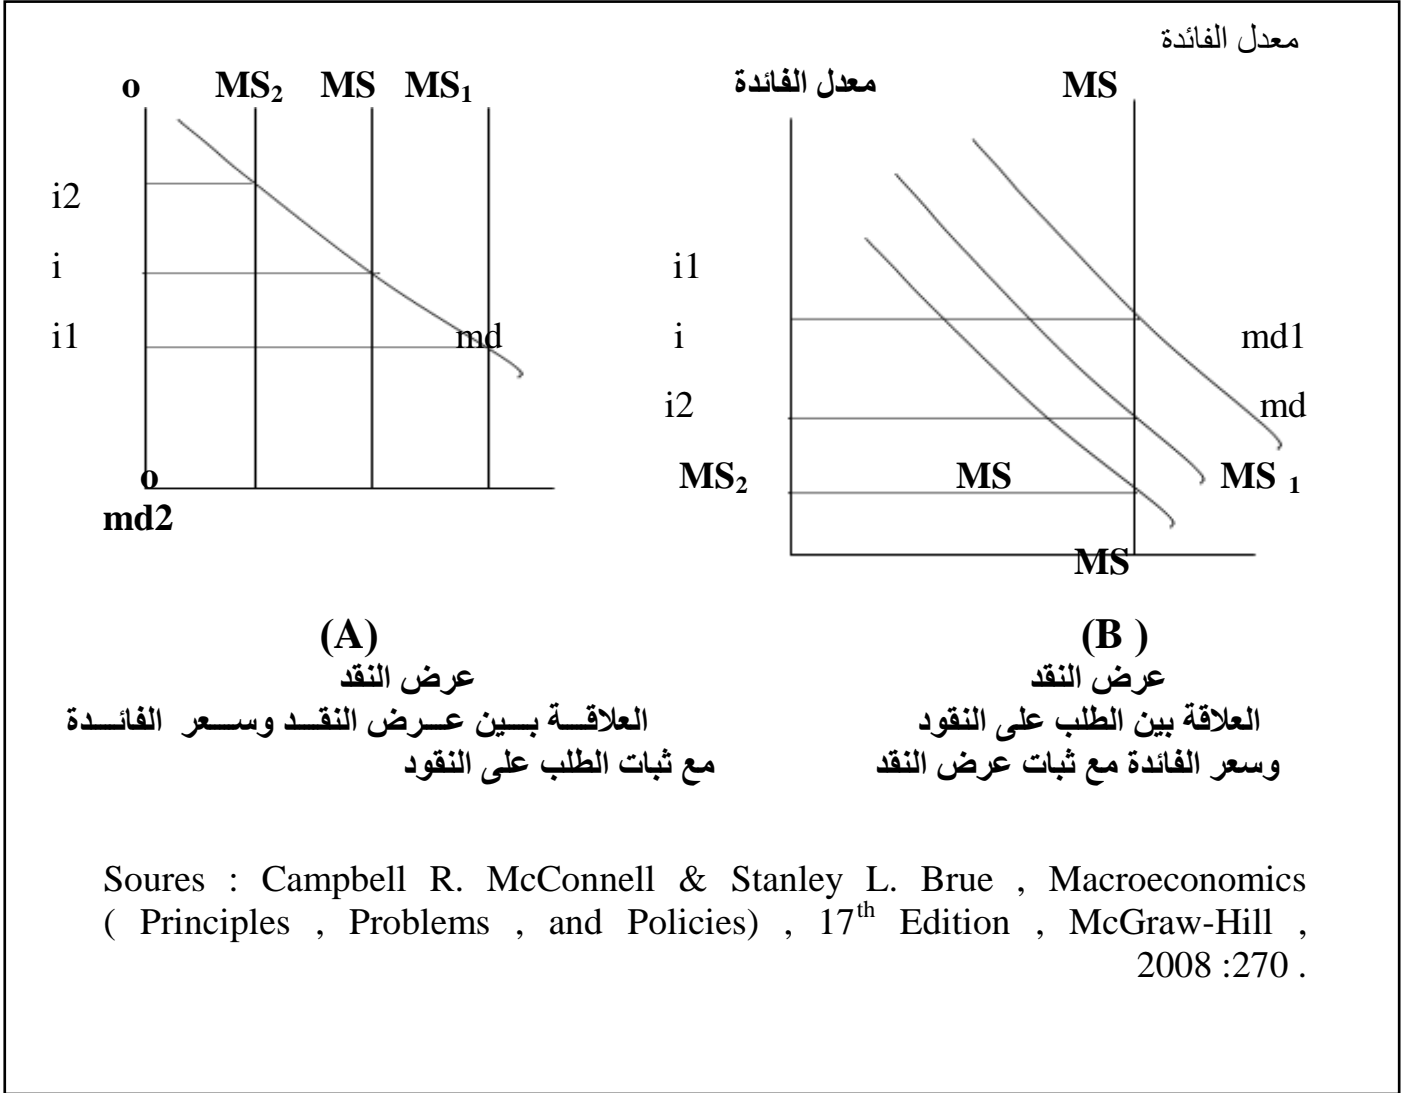 معدل الفائدة
o MS₂ MS MS₁
معدل الفائدة MS
i2
i
i1
md
o
md2
i1
i
i2
md1
md
MS₂ MS MS ₁
MS
(A)
عرض النقد
العلاقة بين عرض النقد وسعر الفائدة
مع ثبات الطلب على النقود
(B )
عرض النقد
العلاقة بين الطلب على النقود
وسعر الفائدة مع ثبات عرض النقد
Soures : Campbell R. McConnell & Stanley L. Brue , Macroeconomics
( Principles , Problems , and Policies) , 17th Edition , McGraw-Hill ,
2008 :270 .